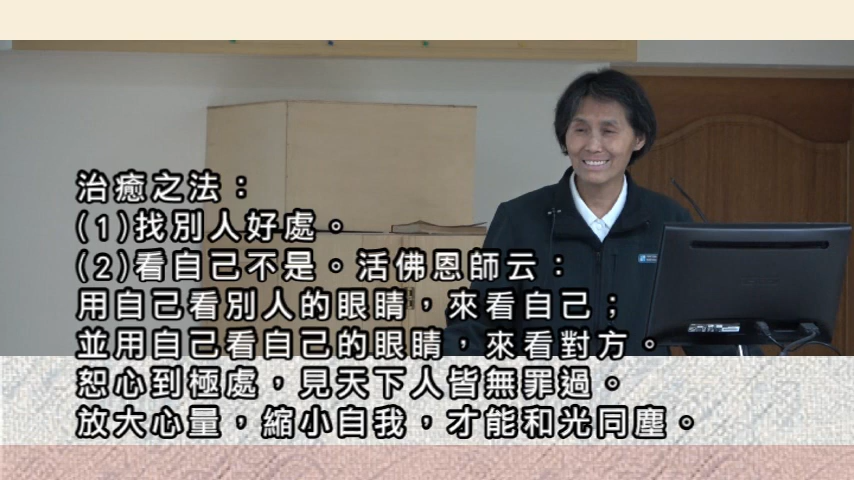 治癒之法：
(1)找別人好處。
(2)看自己不是。活佛恩師云：
用自己看別人的眼睛，來看自己；
並用自己看自己的眼睛，來看對方。
恕心到極處，見天下人皆無罪過。
放大心量，縮小自我，才能和光同塵。